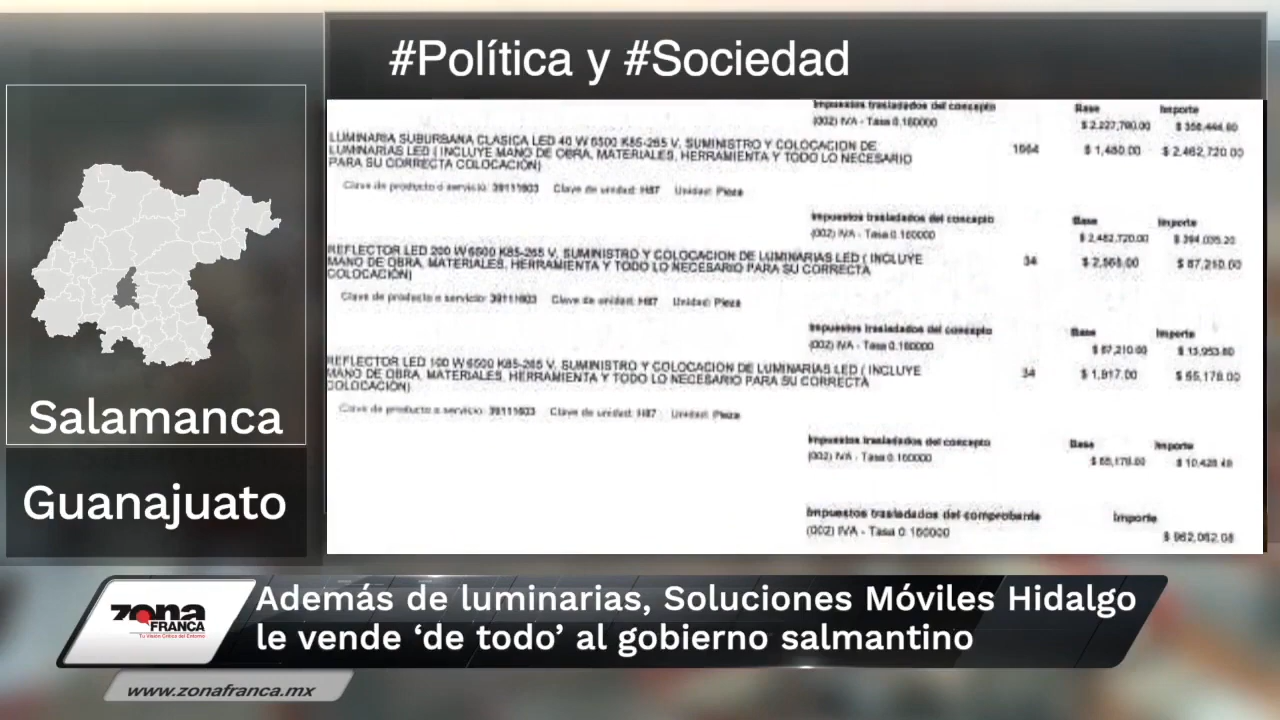 #Política y #Sociedad
Impuestos trasladados del concepto Base Importe
(002) IVA - Tasa 0.160000 $ 2,227,790.00
LUMINARIA SUBURBANA CLASICA LED 40 W 6500 K85-265 V, SUMINISTRO Y COLOCACION DE 1664 $ 1,480.00 $ 2,462,720.00
LUMINARIAS LED ( INCLUYE MANO DE OBRA, MATERIALES, HERRAMIENTA Y TODO LO NECESARIO
PARA SU CORRECTA COLOCACIÓN)
Clave de producto o servicio: 39111603 Clave de unidad: H87 Unidad: Pieza
Impuestos trasladados del concepto Base Importe
(002) IVA - Tasa 0.160000 $ 2,462,720.00 $ 394,035.20
REFLECTOR LED 200 W 6500 K85-265 V, SUMINISTRO Y COLOCACION DE LUMINARIAS LED ( INCLUYE 34 $ 2,565.00 $ 87,210.00
MANO DE OBRA, MATERIALES, HERRAMIENTA Y TODO LO NECESARIO PARA SU CORRECTA
COLOCACIÓN)
Clave de producto o servicio: 39111603 Clave de unidad: H87 Unidad: Pieza
Impuestos trasladados del concepto Base Importe
(002) IVA - Tasa 0.160000 $ 87,210.00 $ 13,953.60
REFLECTOR LED 100 W 6500 K85-265 V, SUMINISTRO Y COLOCACION DE LUMINARIAS LED ( INCLUYE 34 $ 1,917.00 $ 65,178.00
MANO DE OBRA, MATERIALES, HERRAMIENTA Y TODO LO NECESARIO PARA SU CORRECTA
COLOCACIÓN)
Clave de producto o servicio: 39111603 Clave de unidad: H87 Unidad: Pieza
Impuestos trasladados del concepto Base Importe
(002) IVA - Tasa 0.160000 $ 65,178.00 $ 10,428.48
Impuestos trasladados del comprobante Importe
(002) IVA - Tasa 0.160000 $ 962,062.08
Salamanca
Guanajuato
zona
FRANCA
Tu Visión Crítica del Entorno
Además de luminarias, Soluciones Móviles Hidalgo
le vende ‘de todo’ al gobierno salmantino
www.zonafranca.mx